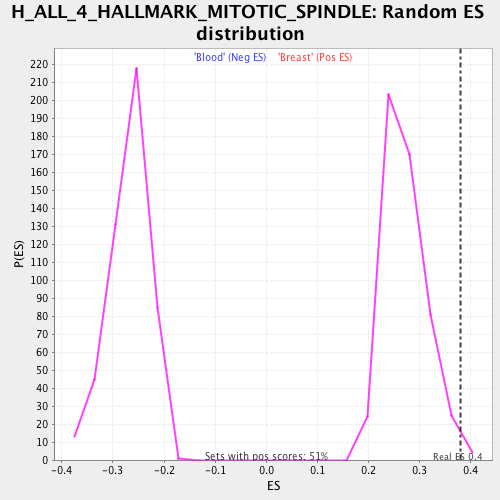 H_ALL_4_HALLMARK_MITOTIC_SPINDLE: Random ES
distribution
'Blood' (Neg ES) 'Breast' (Pos ES)
220
210
200
190
180
170
160
150
140
130
120
110
100
90
80
70
60
50
40
30
20
10
0
P(ES)
Sets with pos scores: 51%
Real ES 0.4
-0.4 -0.3 -0.2 -0.1 0.0 0.1 0.2 0.3 0.4
ES